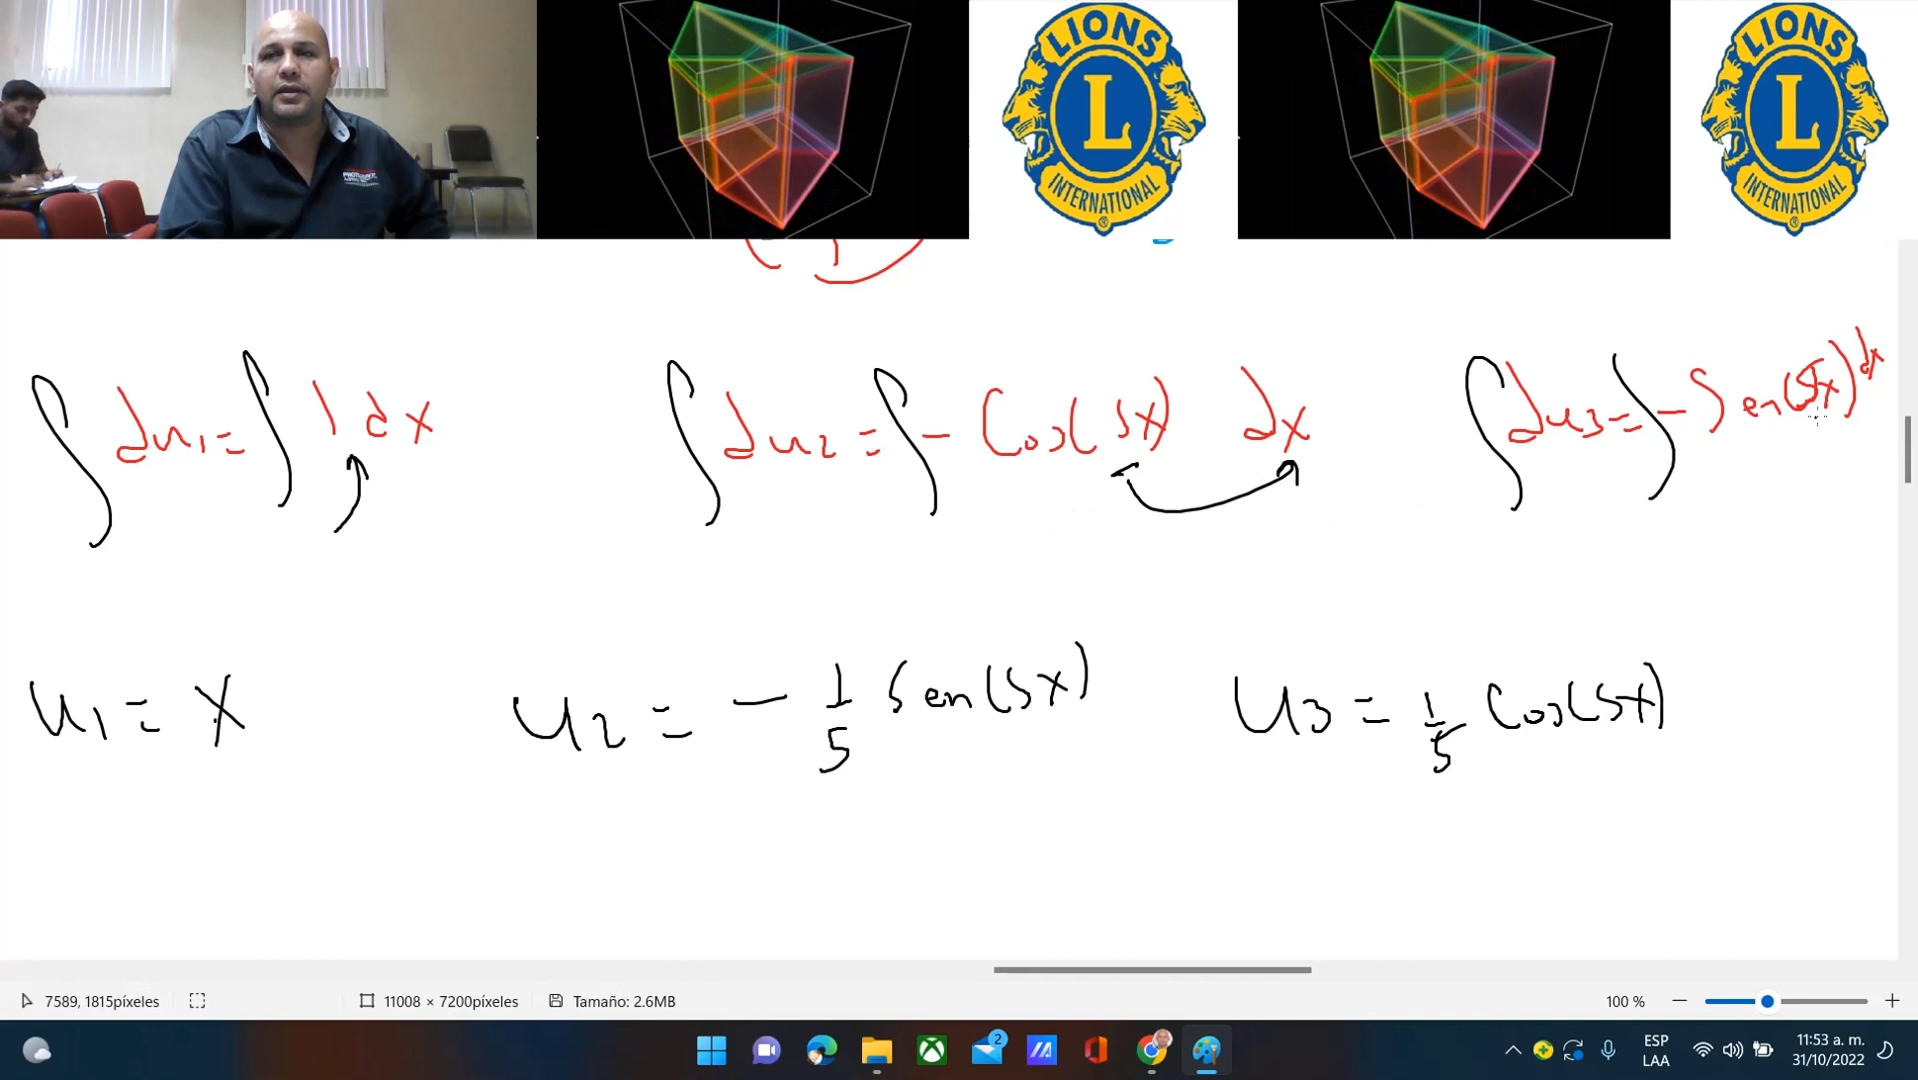 LIONS
L
INTERNATIONAL
®
LIONS
L
INTERNATIONAL
®
∫ du1 = ∫ 1 dx
∫ du2 = ∫ - Cos(5x) dx
∫ du3 = ∫ - Sen(5x) dx
u1 = x
u2 = - 1/5 Sen(5x)
u3 = 1/5 Cos(5x)
7589, 1815píxeles
11008 × 7200píxeles
Tamaño: 2.6MB
100 %
2
ESP
LAA
11:53 a. m.
31/10/2022